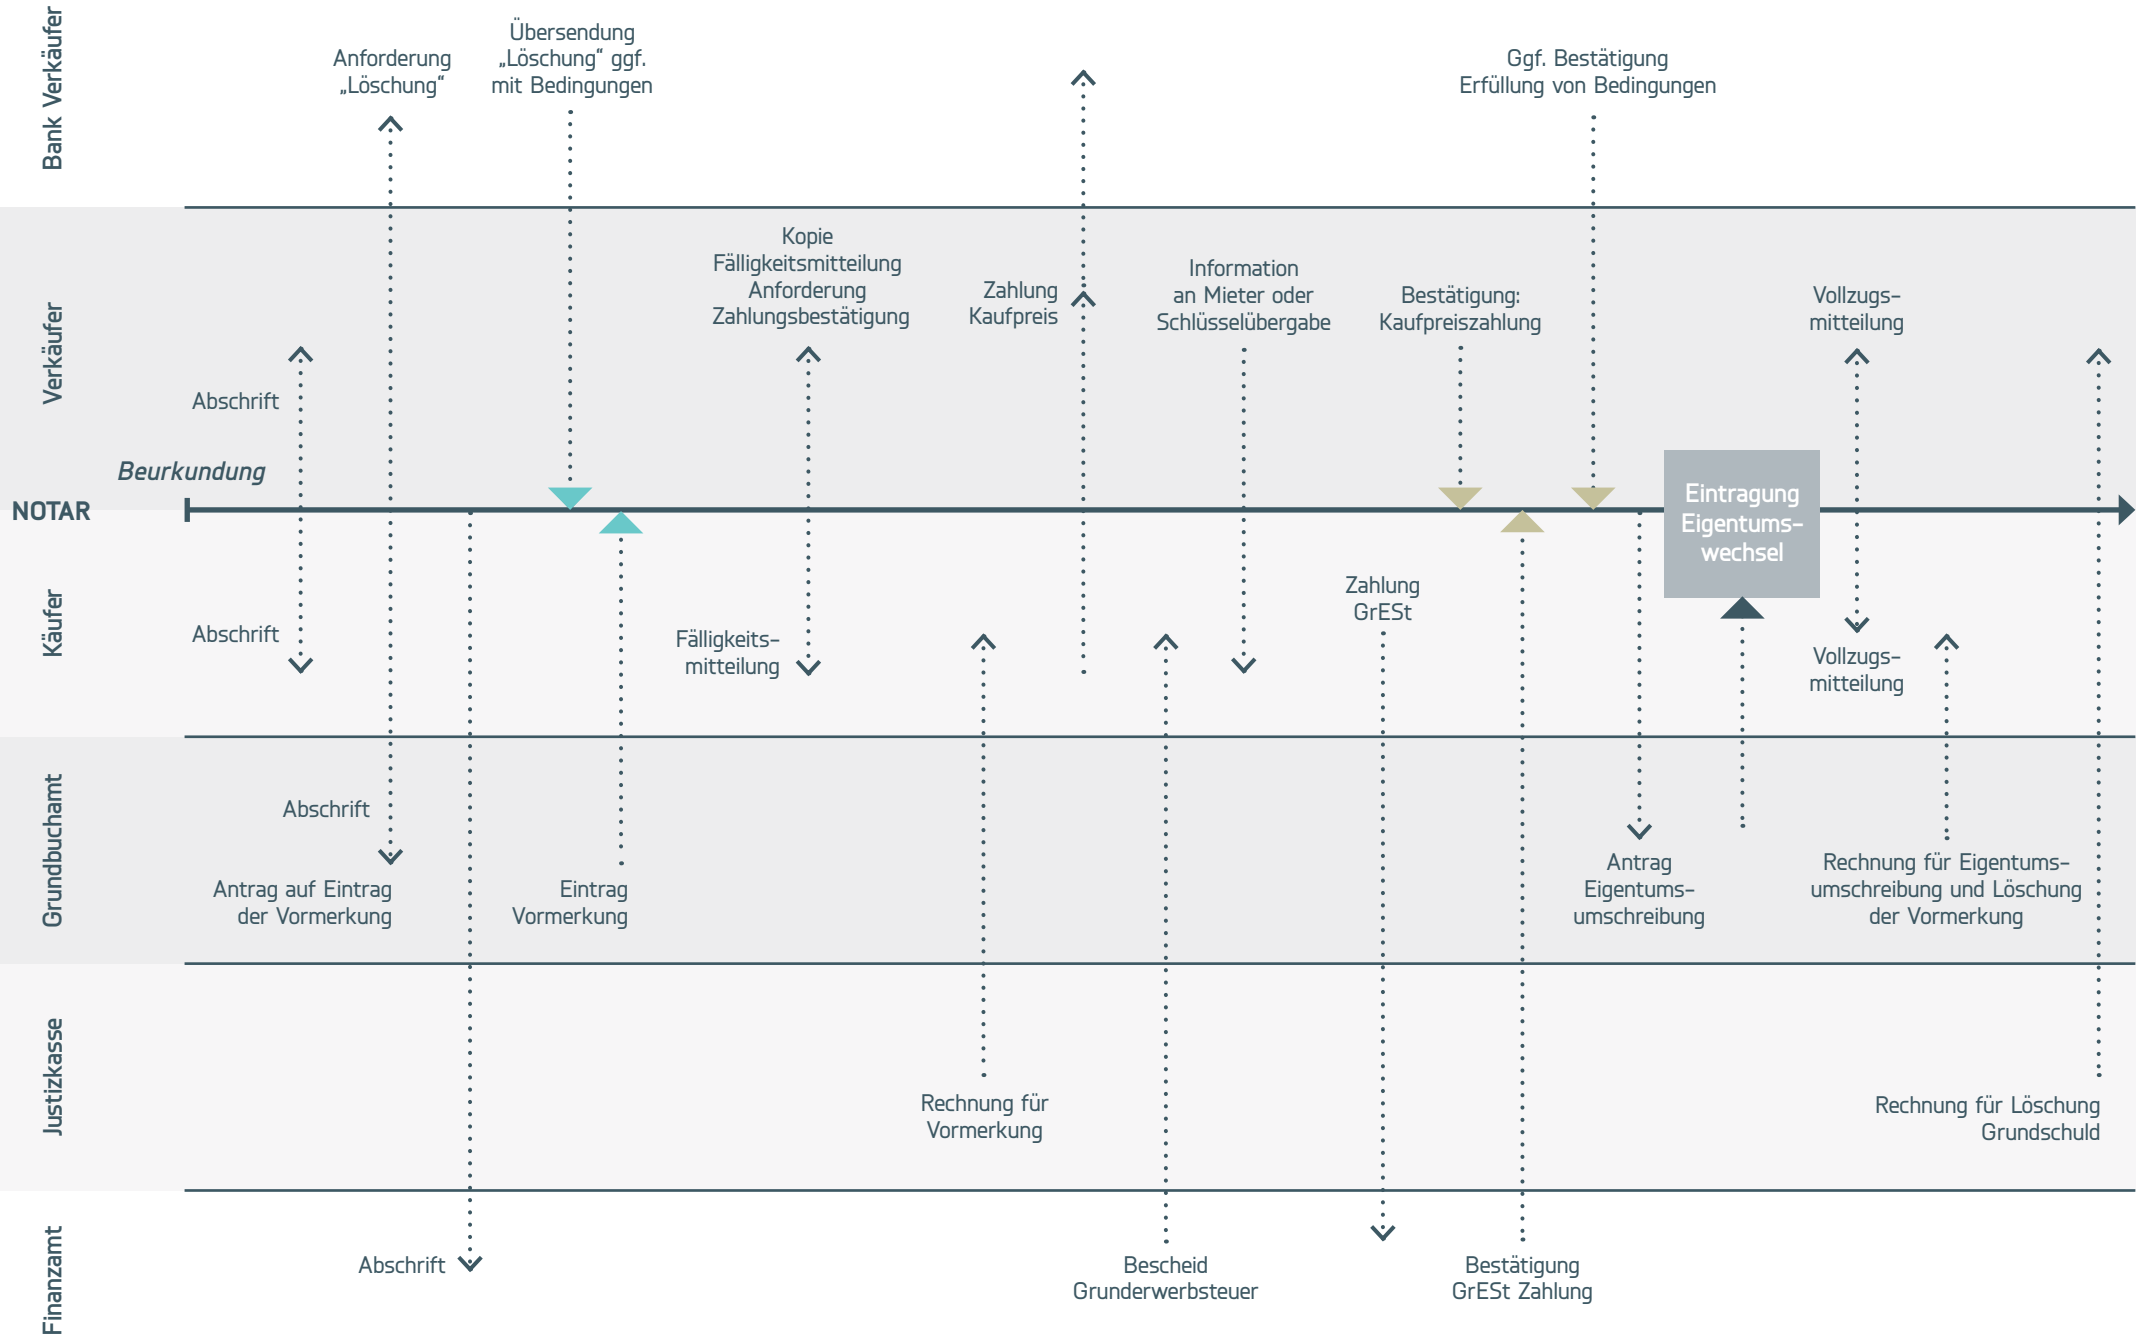 Bank Verkäufer
Anforderung
„Löschung“
Übersendung
„Löschung“ ggf.
mit Bedingungen
Ggf. Bestätigung
Erfüllung von Bedingungen
Verkäufer
Abschrift
Kopie
Fälligkeitsmitteilung
Anforderung
Zahlungsbestätigung
Zahlung
Kaufpreis
Information
an Mieter oder
Schlüsselübergabe
Bestätigung:
Kaufpreiszahlung
Vollzugs-
mitteilung
Beurkundung
NOTAR
Eintragung
Eigentums-
wechsel
Käufer
Abschrift
Fälligkeits-
mitteilung
Zahlung
GrESt
Vollzugs-
mitteilung
Grundbuchamt
Abschrift
Antrag auf Eintrag
der Vormerkung
Eintrag
Vormerkung
Antrag
Eigentums-
umschreibung
Rechnung für Eigentums-
umschreibung und Löschung
der Vormerkung
Justizkasse
Rechnung für
Vormerkung
Rechnung für Löschung
Grundschuld
Finanzamt
Abschrift
Bescheid
Grunderwerbsteuer
Bestätigung
GrESt Zahlung